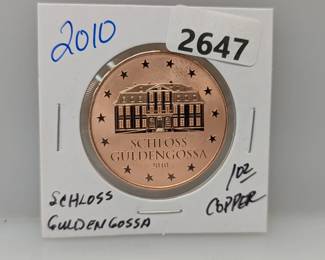 2010
2647
SCHLOSS
GULDENGOSSA
2010
SCHLOSS
GULDENGOSSA
1oz
COPPER